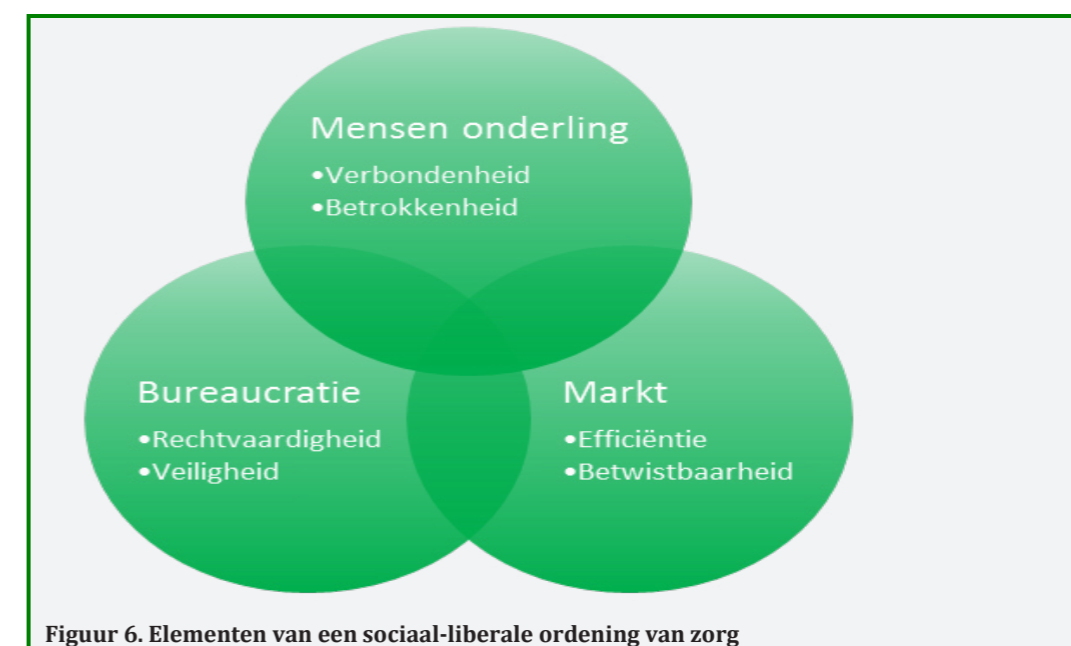 Mensen onderling
•Verbondenheid
•Betrokkenheid
Bureaucratie
•Rechtvaardigheid
•Veiligheid
Markt
•Efficiëntie
•Betwistbaarheid
Figuur 6. Elementen van een sociaal-liberale ordening van zorg